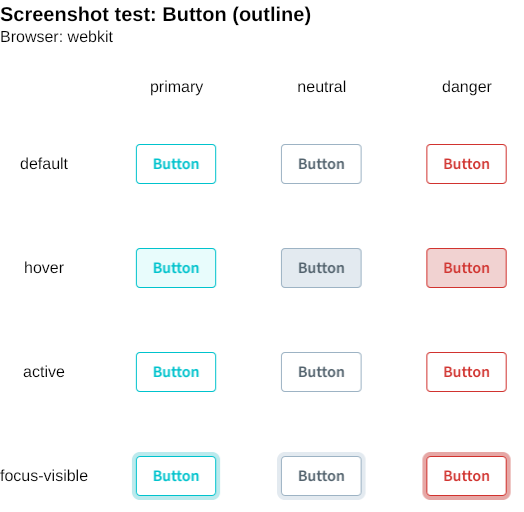 Screenshot test: Button (outline)
Browser: webkit
primary neutral danger
default Button Button Button
hover Button Button Button
active Button Button Button
focus-visible Button Button Button